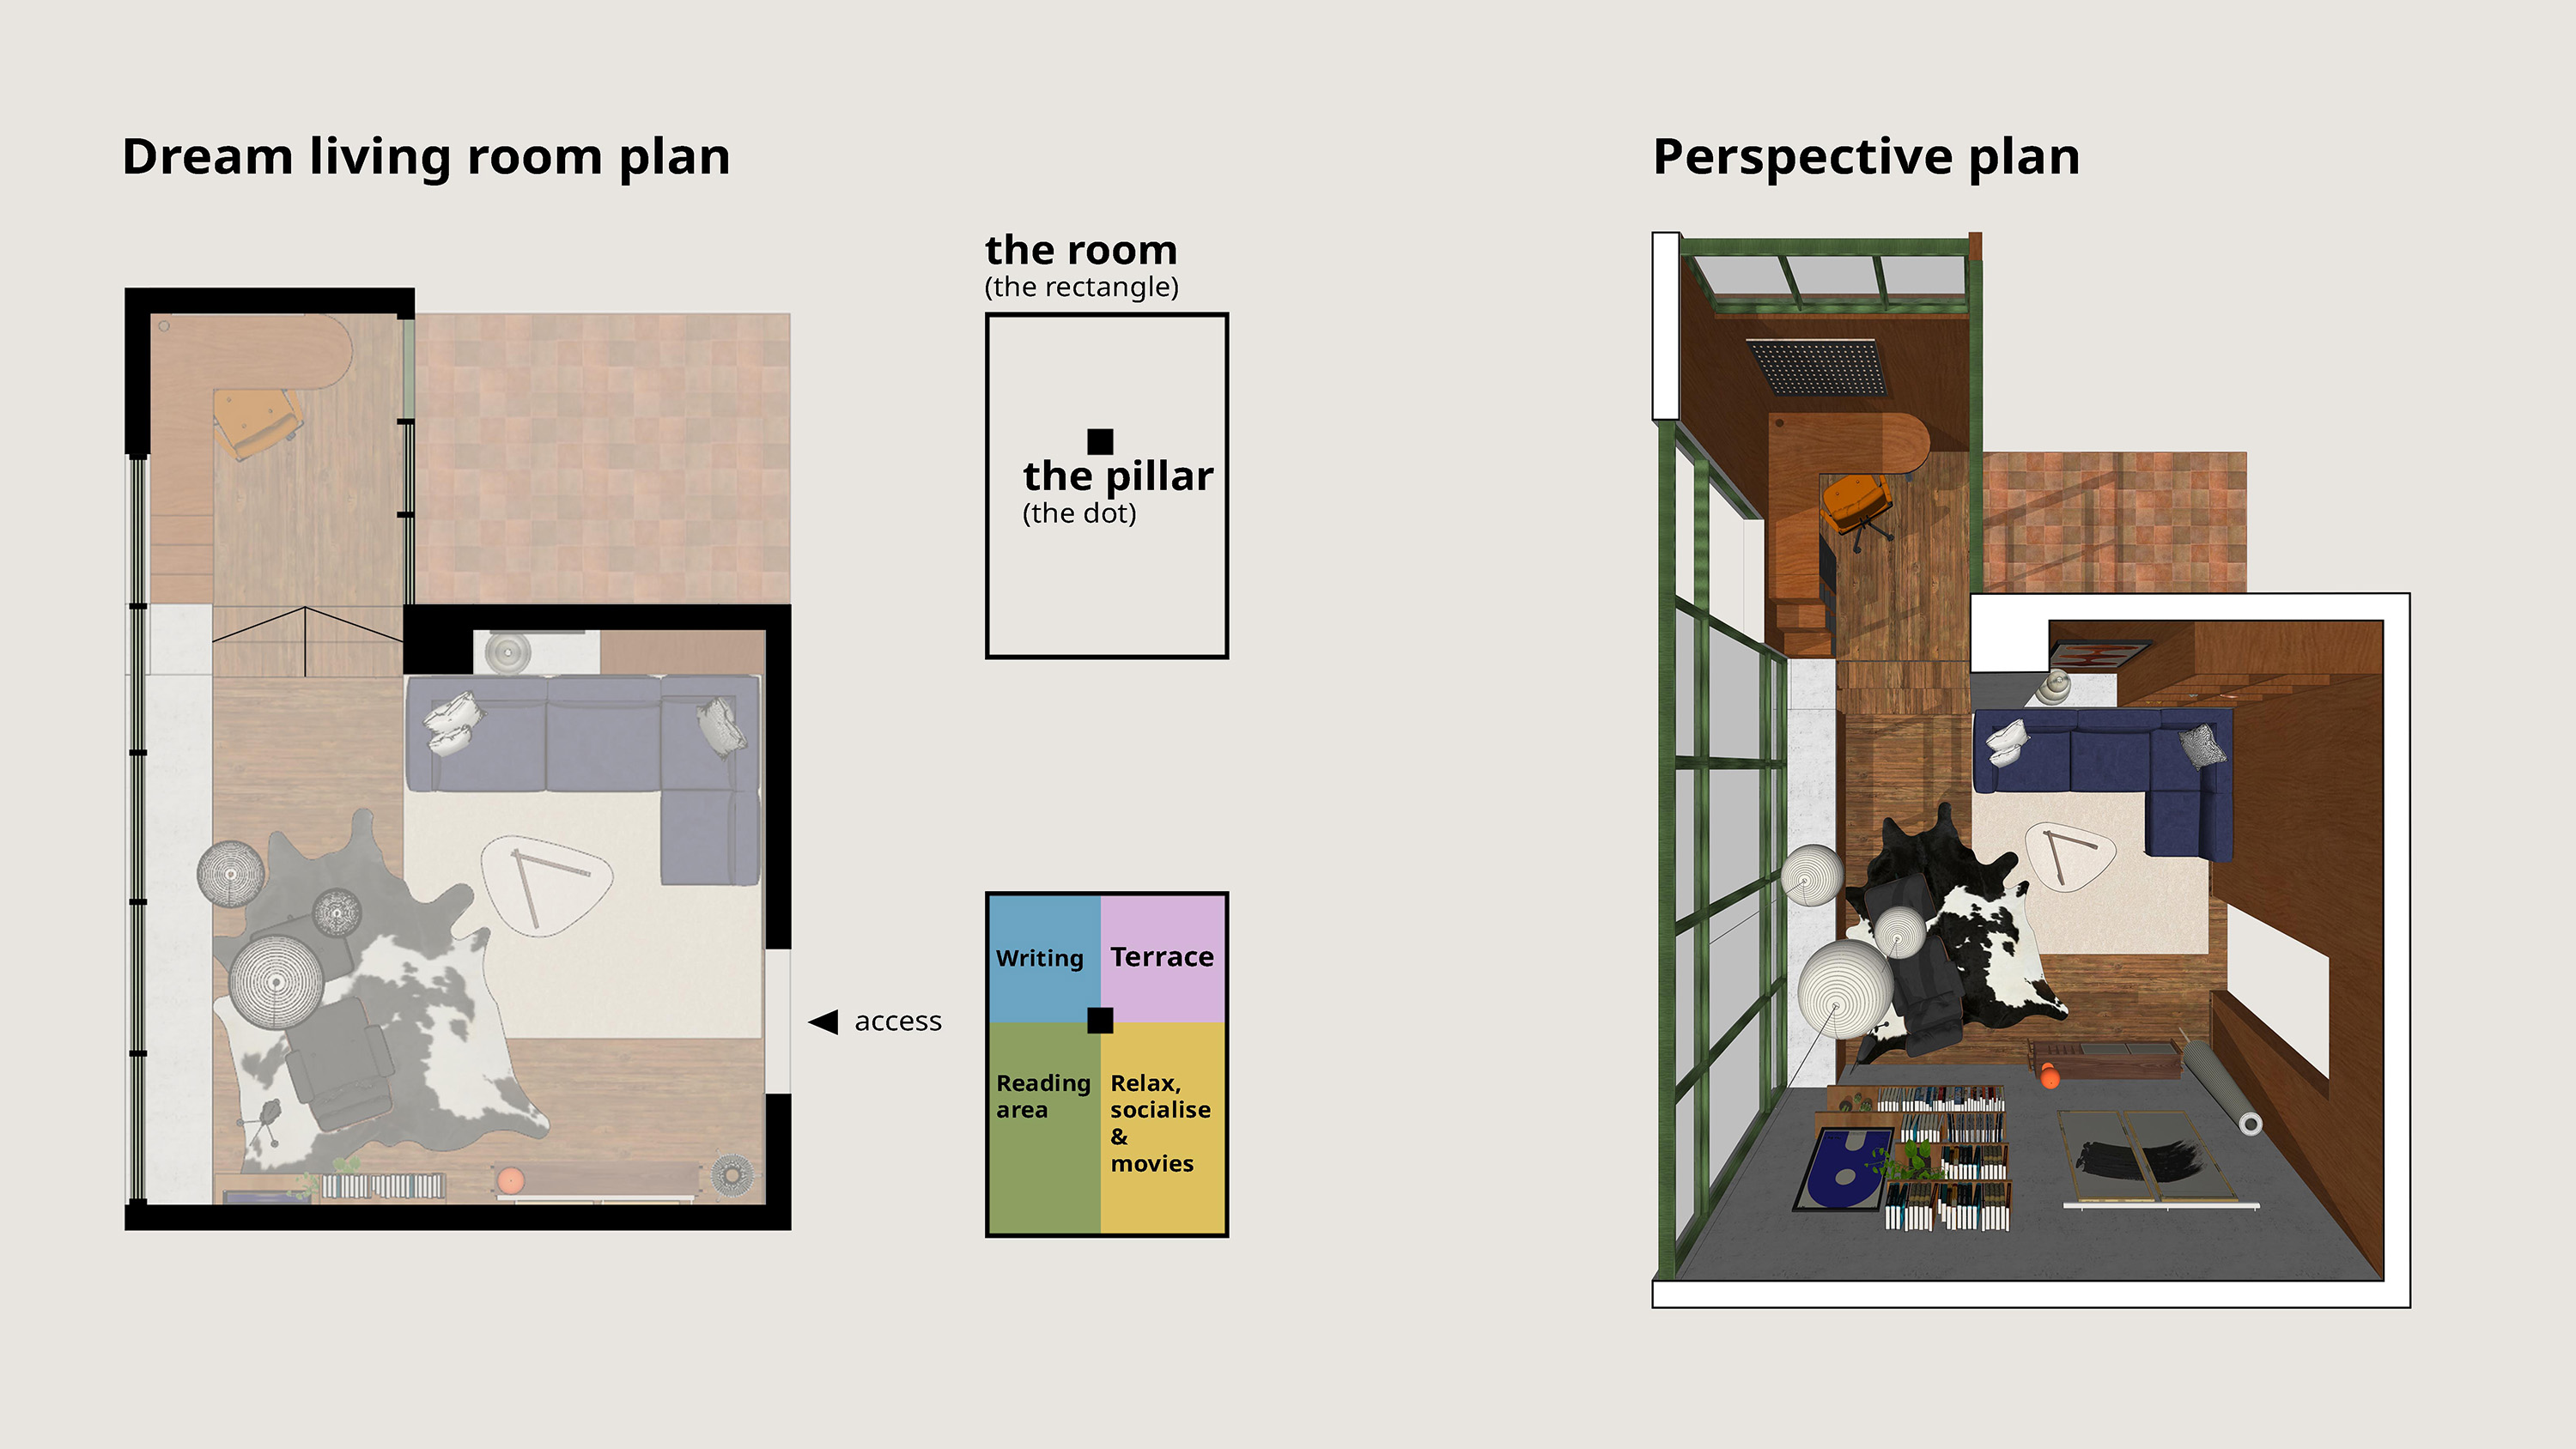 Dream living room plan
the room
(the rectangle)
the pillar
(the dot)
access
Writing
Terrace
Reading
area
Relax,
socialise
&
movies
Perspective plan